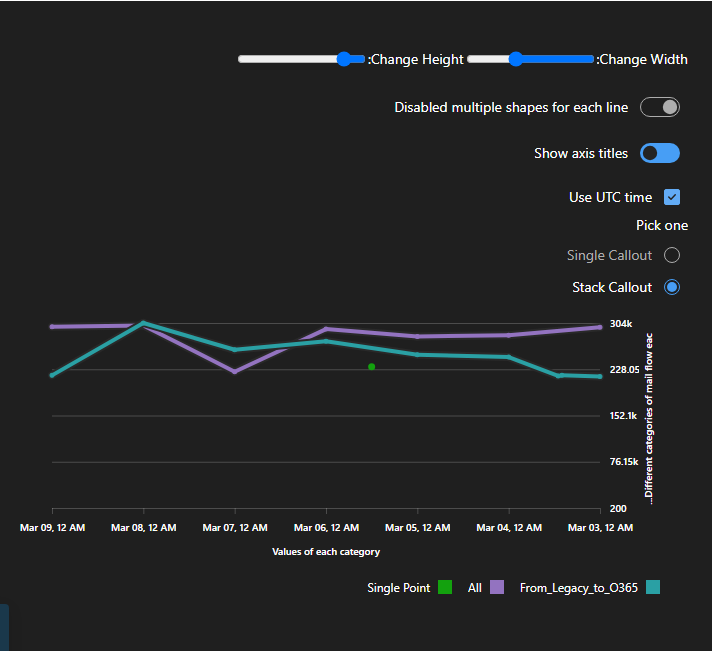 :Change Height :Change Width
Disabled multiple shapes for each line
Show axis titles
Use UTC time
Pick one
Single Callout
Stack Callout
304k
228.05
152.1k
76.15k
200
...Different categories of mail flow eac
Mar 09, 12 AM Mar 08, 12 AM Mar 07, 12 AM Mar 06, 12 AM Mar 05, 12 AM Mar 04, 12 AM Mar 03, 12 AM
Values of each category
Single Point All From_Legacy_to_O365